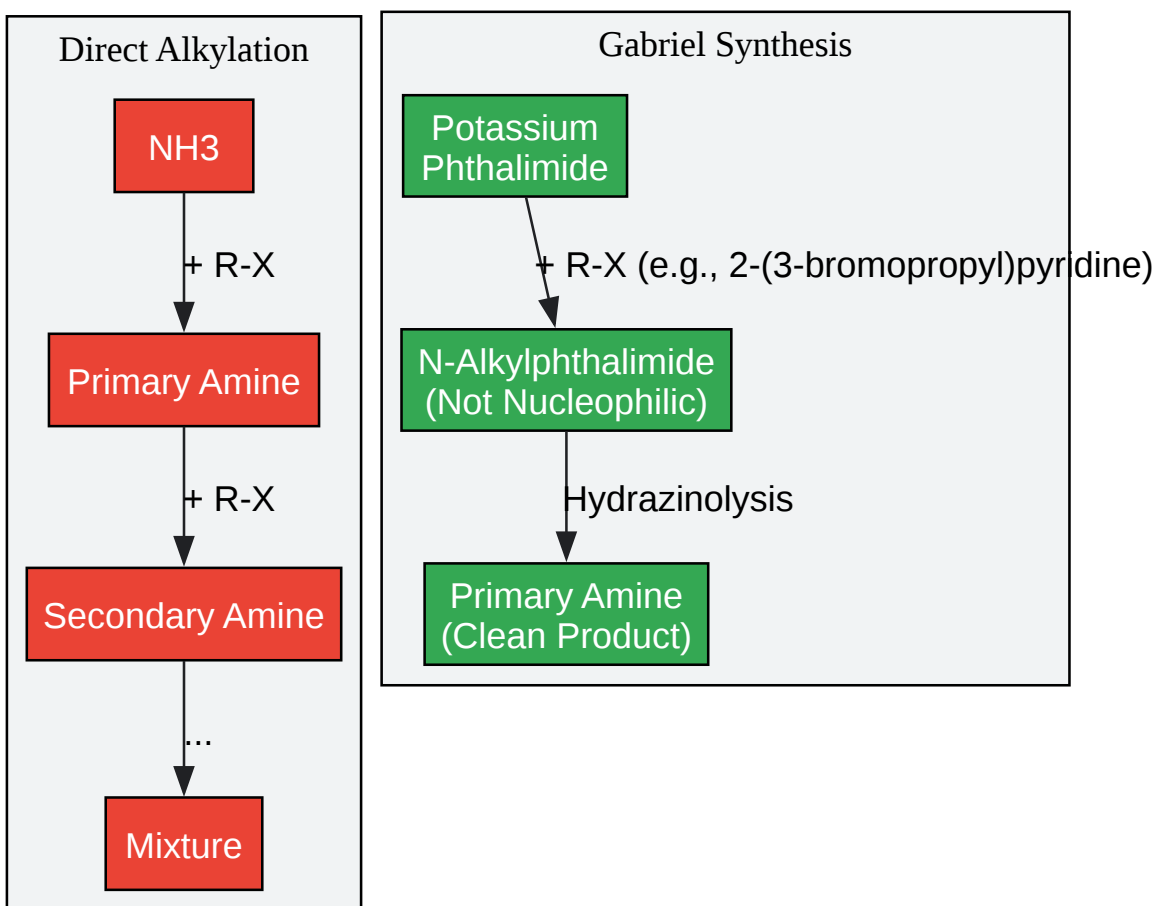 Direct Alkylation
NH3
+ R-X
Primary Amine
+ R-X
Secondary Amine
...
Mixture
Gabriel Synthesis
Potassium
Phthalimide
+ R-X (e.g., 2-(3-bromopropyl)pyridine)
N-Alkylphthalimide
(Not Nucleophilic)
Hydrazinolysis
Primary Amine
(Clean Product)